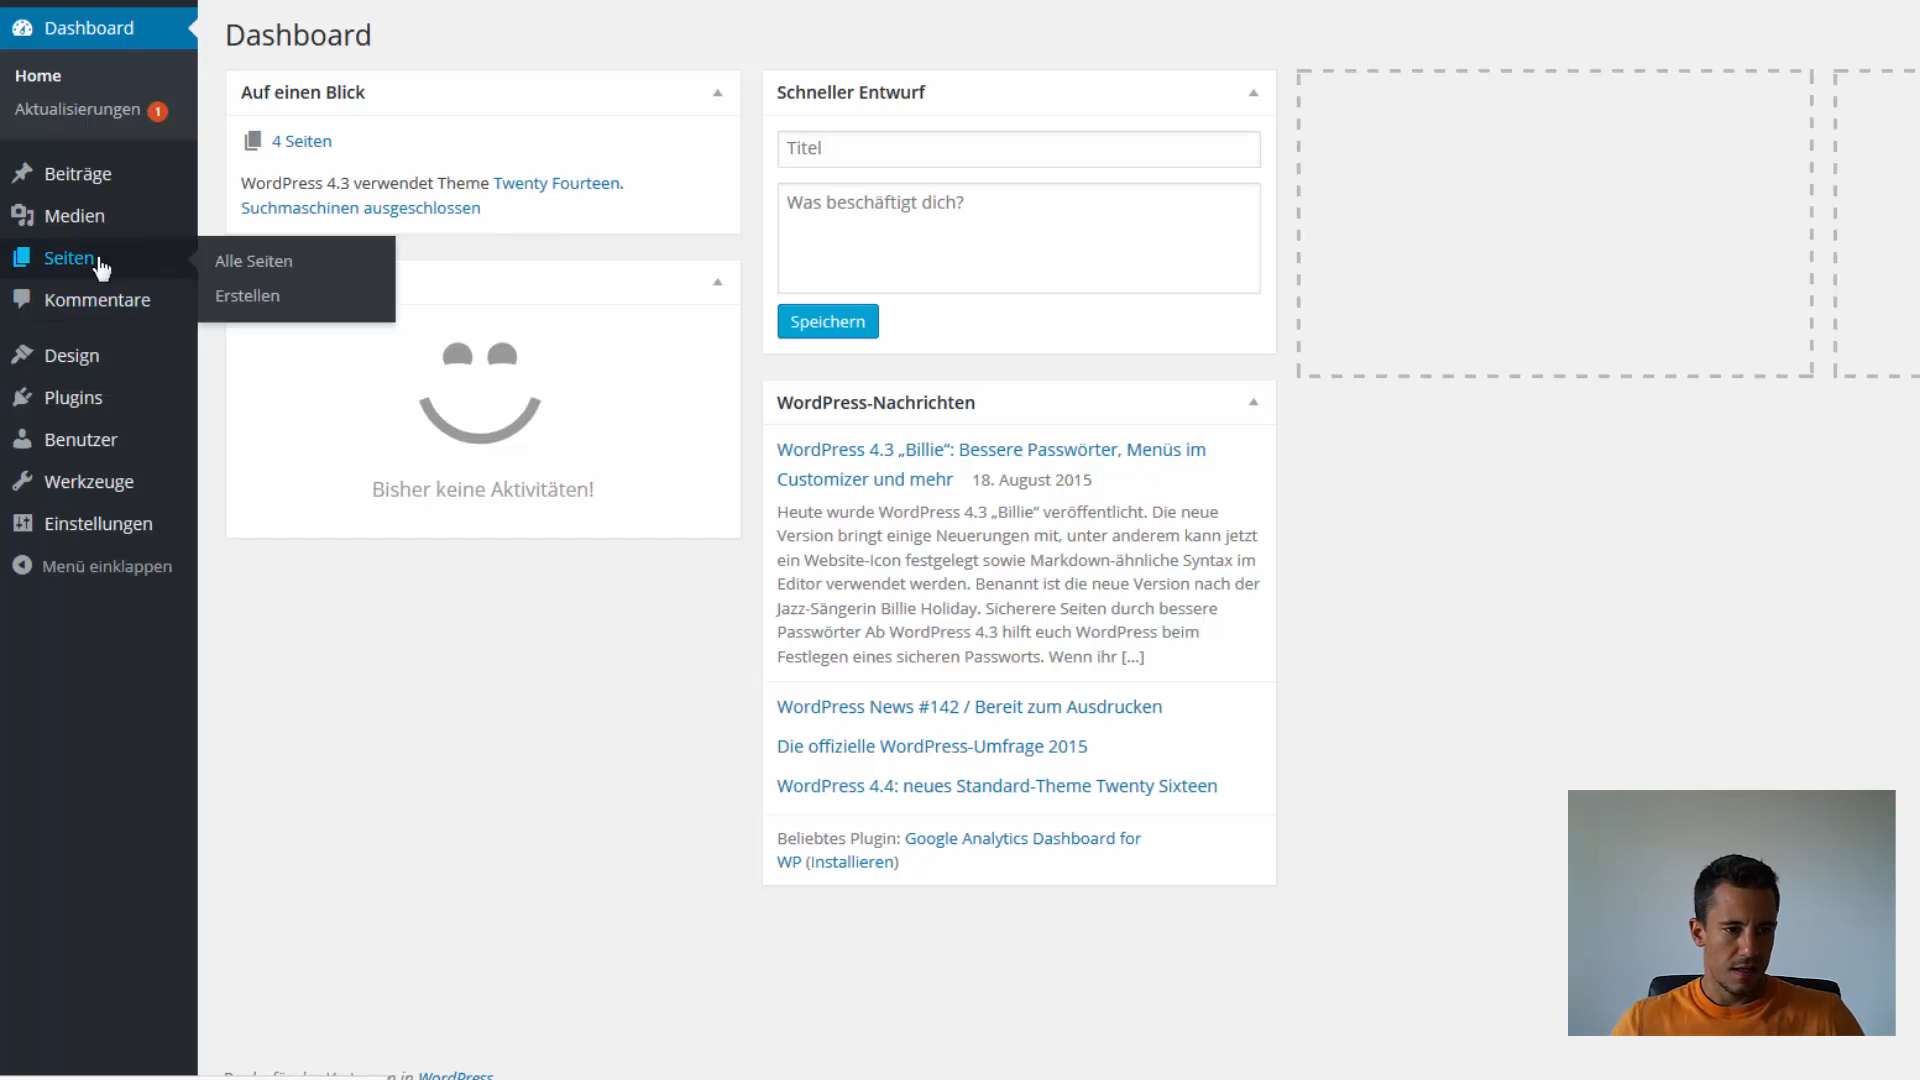 Dashboard
Home
Aktualisierungen 1
Beiträge
Medien
Seiten
Kommentare
Design
Plugins
Benutzer
Werkzeuge
Einstellungen
Menü einklappen
Alle Seiten
Erstellen
Dashboard
Auf einen Blick
4 Seiten
WordPress 4.3 verwendet Theme Twenty Fourteen.
Suchmaschinen ausgeschlossen
Bisher keine Aktivitäten!
Schneller Entwurf
Titel
Was beschäftigt dich?
Speichern
WordPress-Nachrichten
WordPress 4.3 „Billie“: Bessere Passwörter, Menüs im
Customizer und mehr 18. August 2015
Heute wurde WordPress 4.3 „Billie“ veröffentlicht. Die neue
Version bringt einige Neuerungen mit, unter anderem kann jetzt
ein Website-Icon festgelegt sowie Markdown-ähnliche Syntax im
Editor verwendet werden. Benannt ist die neue Version nach der
Jazz-Sängerin Billie Holiday. Sicherere Seiten durch bessere
Passwörter Ab WordPress 4.3 hilft euch WordPress beim
Festlegen eines sicheren Passworts. Wenn ihr [...]
WordPress News #142 / Bereit zum Ausdrucken
Die offizielle WordPress-Umfrage 2015
WordPress 4.4: neues Standard-Theme Twenty Sixteen
Beliebtes Plugin: Google Analytics Dashboard for
WP (Installieren)
in WordPress